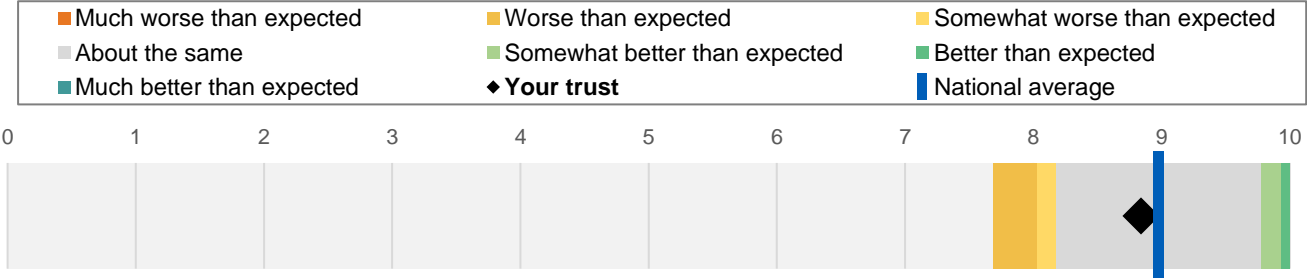 Much worse than expected Worse than expected Somewhat worse than expected
About the same Somewhat better than expected Better than expected
Much better than expected Your trust National average
0 1 2 3 4 5 6 7 8 9 10